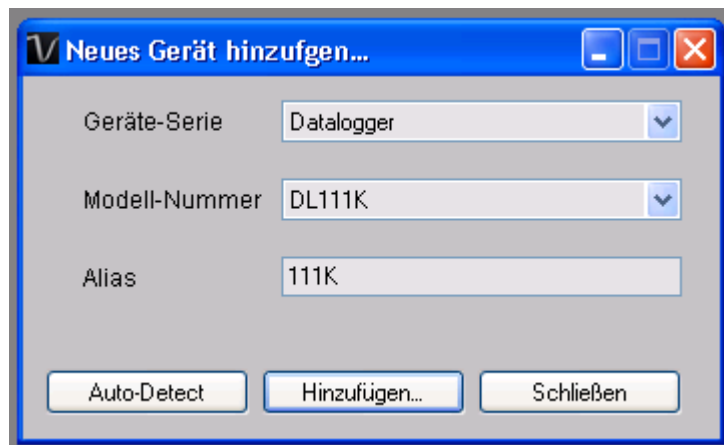 Neues Gerät hinzufgen...
Geräte-Serie Datalogger
Modell-Nummer DL111K
Alias 111K
Auto-Detect Hinzufügen... Schließen